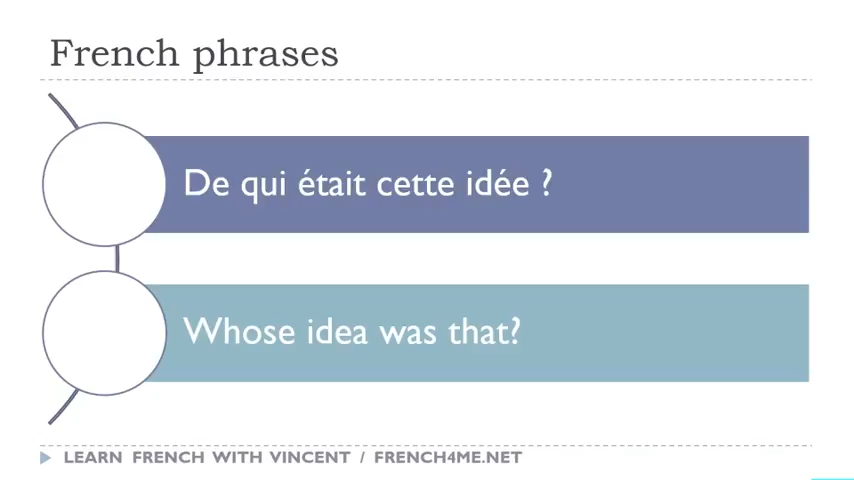 French phrases
De qui était cette idée ?
Whose idea was that?
LEARN FRENCH WITH VINCENT / FRENCH4ME.NET